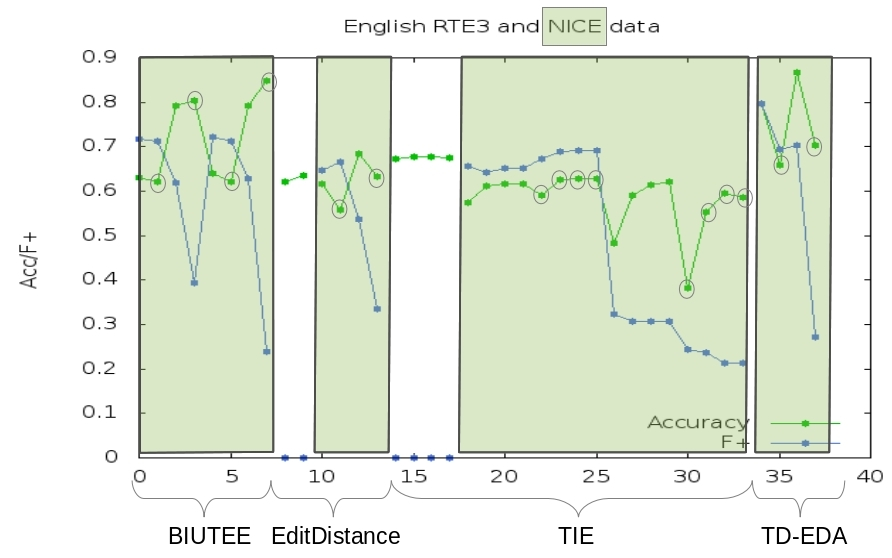 English RTE3 and NICE data
0.9
0.8
0.7
0.6
0.5
0.4
0.3
0.2
0.1
0
Acc/F+
Accuracy
F+
0 5 10 15 20 25 30 35 40
BIUTEE EditDistance TIE TD-EDA